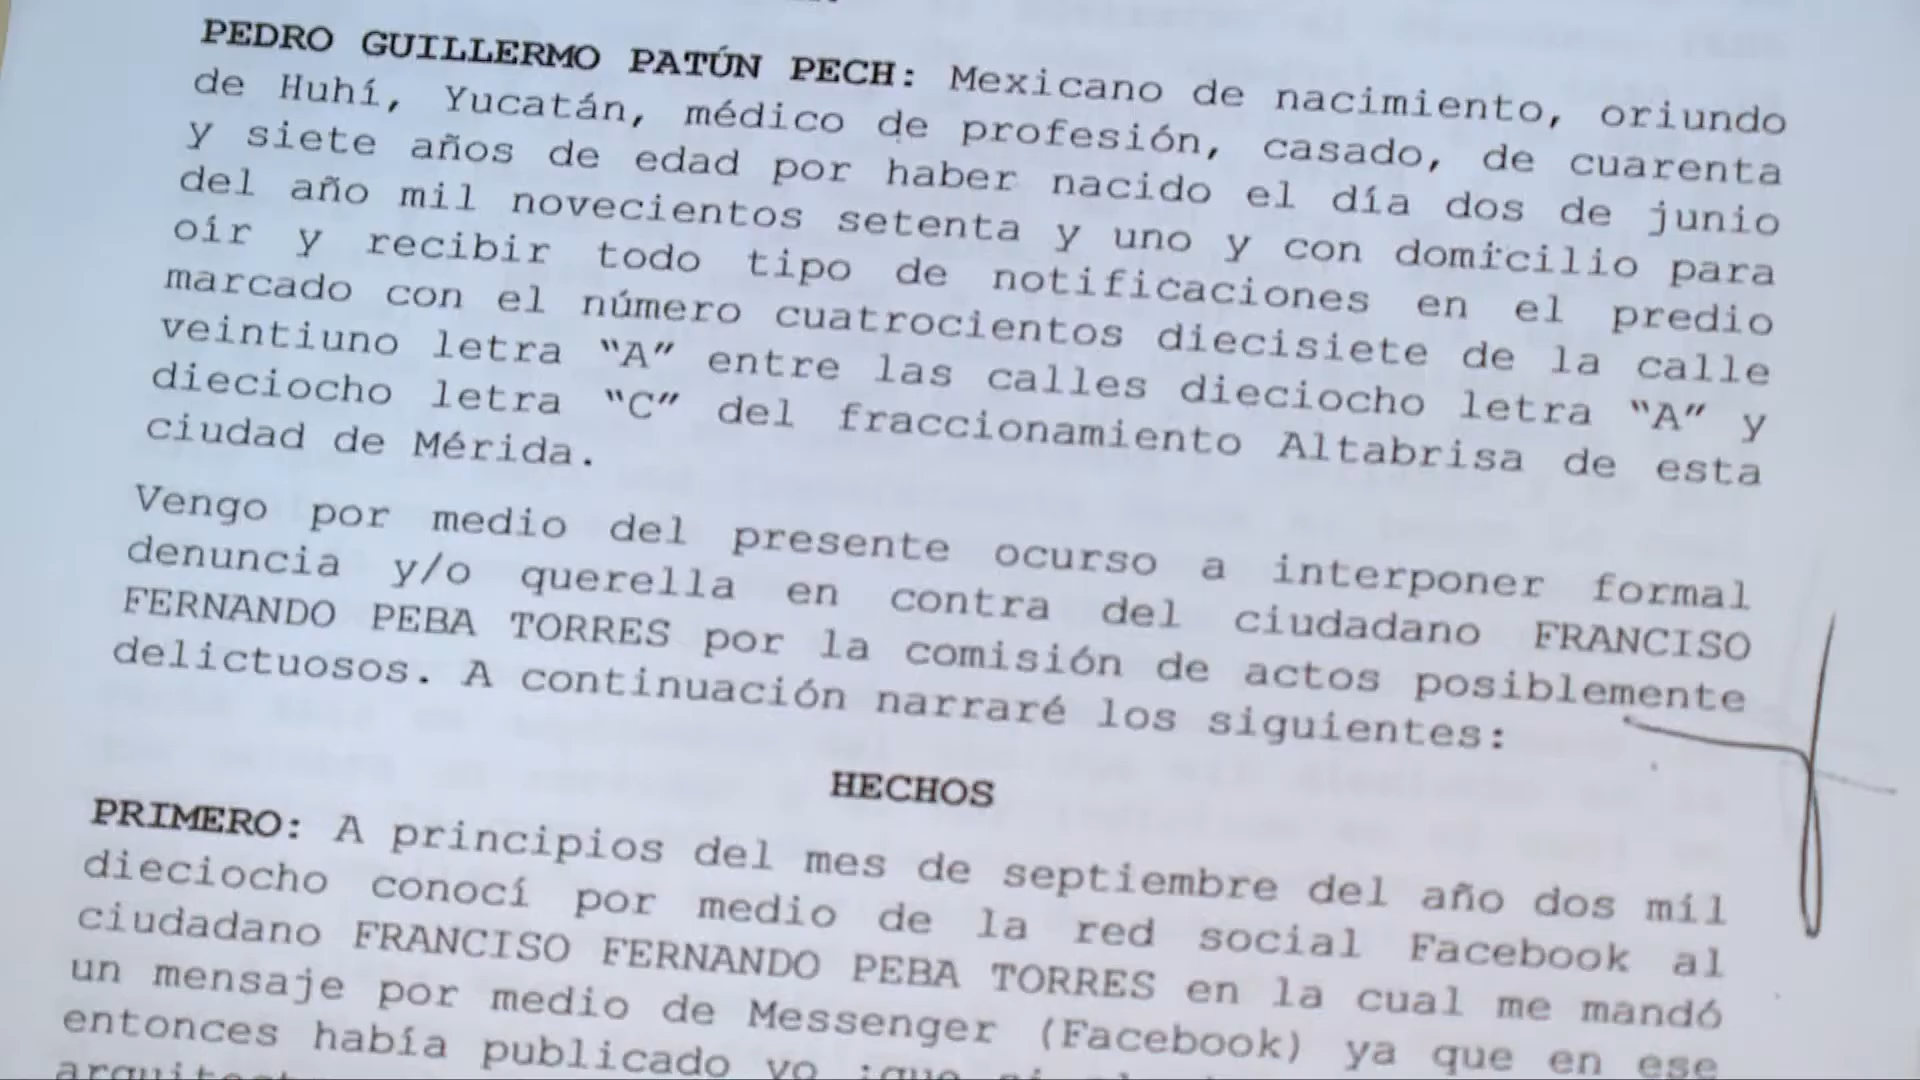 PEDRO GUILLERMO PATÚN PECH: Mexicano de nacimiento, oriundo
de Huhí, Yucatán, médico de profesión, casado, de cuarenta
y siete años de edad por haber nacido el día dos de junio
del año mil novecientos setenta y uno y con domicilio para
oír y recibir todo tipo de notificaciones en el predio
marcado con el número cuatrocientos diecisiete de la calle
veintiuno letra "A" entre las calles dieciocho letra "A" y
dieciocho letra "C" del fraccionamiento Altabrisa de esta
ciudad de Mérida.
Vengo por medio del presente ocurso a interponer formal
denuncia y/o querella en contra del ciudadano FRANCISO
FERNANDO PEBA TORRES por la comisión de actos posiblemente
delictuosos. A continuación narraré los siguientes:
HECHOS
PRIMERO: A principios del mes de septiembre del año dos mil
dieciocho conocí por medio de la red social Facebook al
ciudadano FRANCISO FERNANDO PEBA TORRES en la cual me mandó
un mensaje por medio de Messenger (Facebook) ya que en ese
entonces había publicado yo